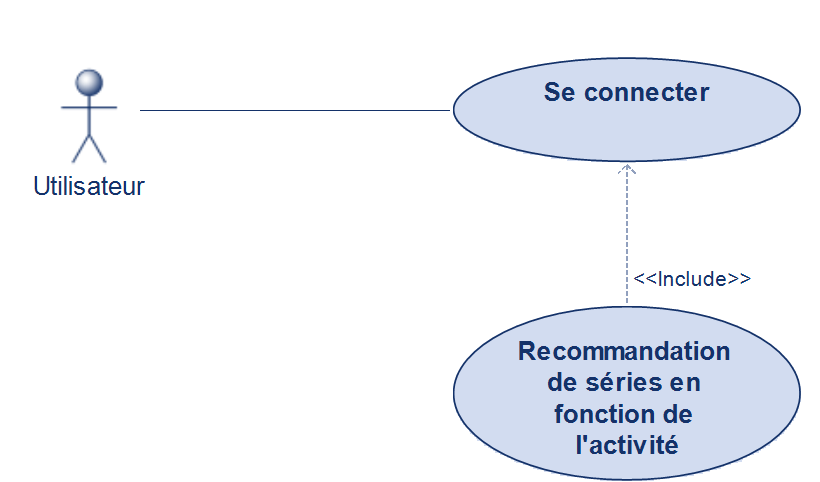 Se connecter
Utilisateur
<<Include>>
Recommandation
de séries en
fonction de
l'activité